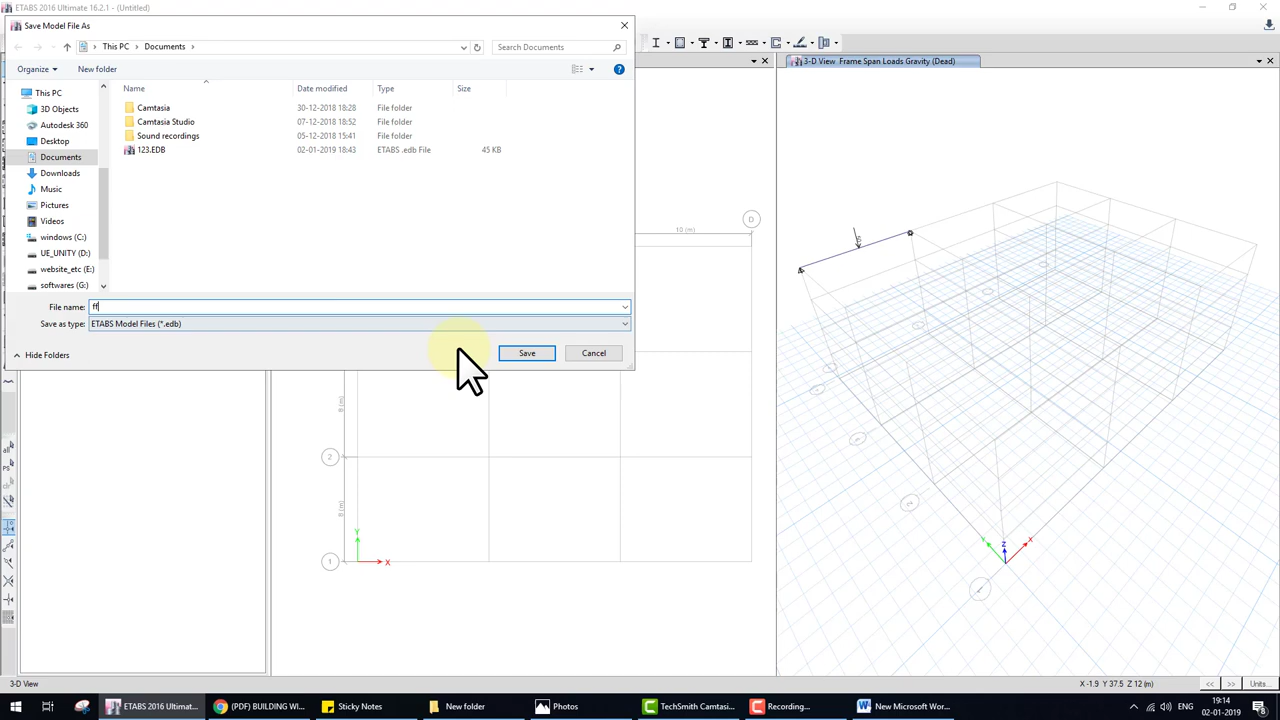 ETABS 2016 Ultimate 16.2.1 - (Untitled)
Save Model File As
This PC > Documents >
Search Documents
Organize
New folder
This PC
3D Objects
Autodesk 360
Desktop
Documents
Downloads
Music
Pictures
Videos
windows (C:)
UE_UNITY (D:)
website_etc (E:)
softwares (G:)
Name Date modified Type Size
Camtasia 30-12-2018 18:28 File folder
Camtasia Studio 07-12-2018 18:52 File folder
Sound recordings 05-12-2018 15:41 File folder
123.EDB 02-01-2019 18:43 ETABS .edb File 45 KB
File name: ff
Save as type: ETABS Model Files (*.edb)
Hide Folders
Save
Cancel
3-D View Frame Span Loads Gravity (Dead)
D
10 (m)
8 (m)
2
8 (m)
1
Y
X
Y
Z
X
3-D View
X -1.9 Y 37.5 Z 12 (m)
<<
>>
Units...
ETABS 2016 Ultimat...
(PDF) BUILDING WI...
Sticky Notes
New folder
Photos
TechSmith Camtasi...
Recording...
New Microsoft Wor...
ENG
19:14
02-01-2019